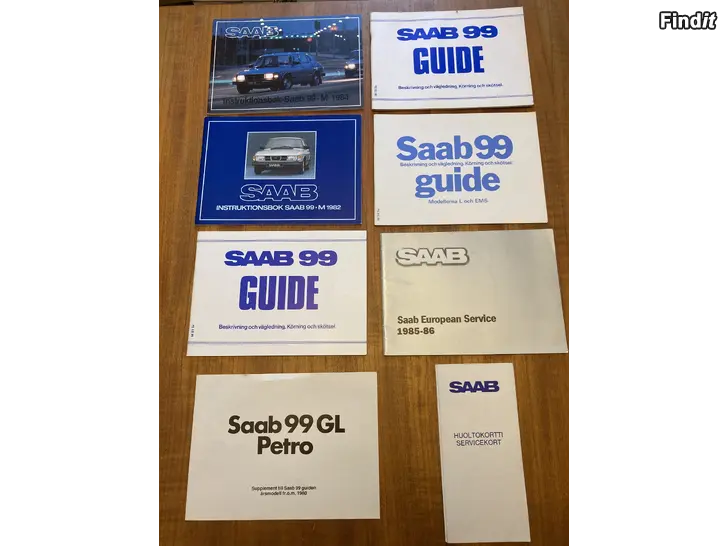 Findit
SAAB
Instruktionsbok Saab 99-M 1984
SAAB 99
GUIDE
Beskrivning och vägledning. Körning och skötsel
SAAB
INSTRUKTIONSBOK SAAB 99-M 1982
Saab 99
Beskrivning och vägledning. Körning och skötsel.
guide
Modellerna L och EMS
SAAB 99
GUIDE
Beskrivning och vägledning. Körning och skötsel
SAAB
Saab European Service
1985-86
Saab 99 GL
Petro
Supplement till Saab 99 guiden
årsmodell fr.o.m. 1980
SAAB
HUOLTOKORTTI
SERVICEKORT